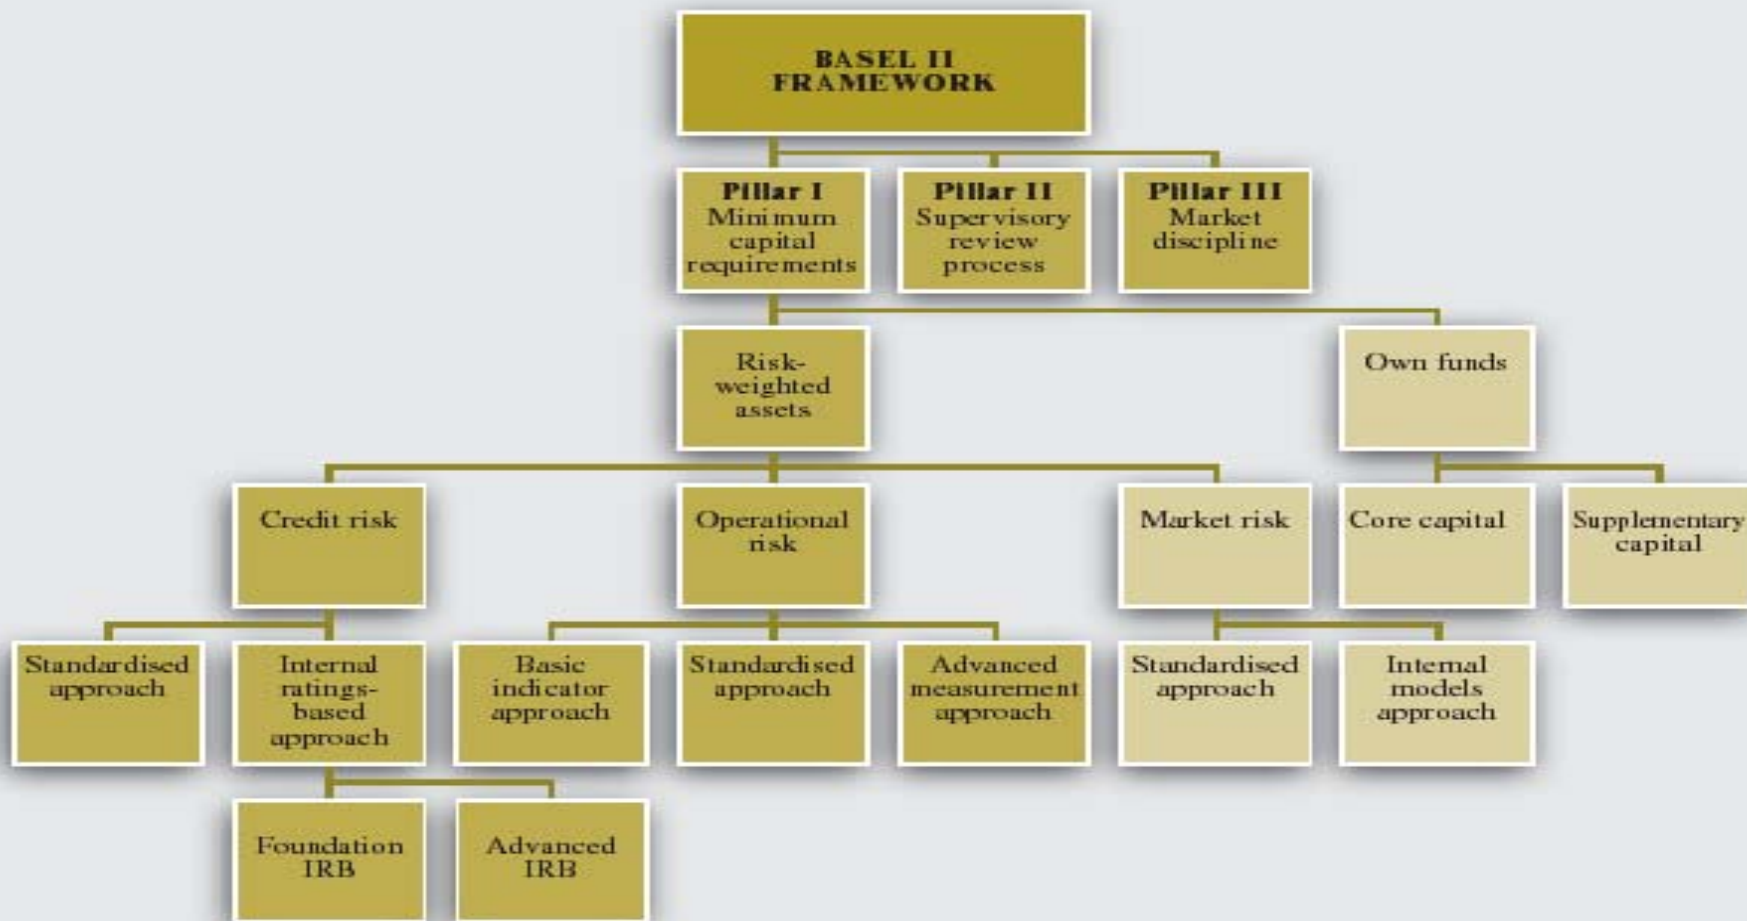 BASEL II
FRAMEWORK
Pillar I
Minimum
capital
requirements
Pillar II
Supervisory
review
process
Pillar III
Market
discipline
Risk-
weighted
assets
Own funds
Credit risk
Operational
risk
Market risk
Core capital
Supplementary
capital
Standardised
approach
Internal
ratings-
based
approach
Basic
indicator
approach
Standardised
approach
Advanced
measurement
approach
Standardised
approach
Internal
models
approach
Foundation
IRB
Advanced
IRB